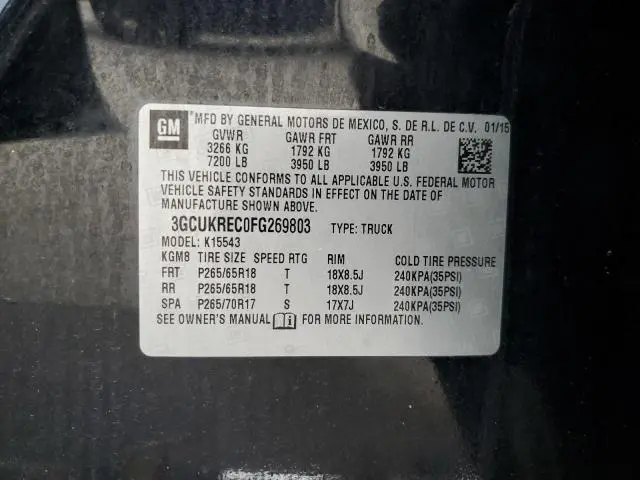 GM
*MFD BY GENERAL MOTORS DE MEXICO, S. DE R.L. DE C.V. 01/15
GVWR GAWR FRT GAWR RR
3266 KG 1792 KG 1792 KG
7200 LB 3950 LB 3950 LB
THIS VEHICLE CONFORMS TO ALL APPLICABLE U.S. FEDERAL MOTOR
VEHICLE SAFETY STANDARDS IN EFFECT ON THE DATE OF
MANUFACTURE SHOWN ABOVE.
3GCUKREC0FG269803 TYPE: TRUCK
MODEL: K15543
KGM8 TIRE SIZE SPEED RTG RIM COLD TIRE PRESSURE
FRT P265/65R18 T 18X8.5J 240KPA(35PSI)
RR P265/65R18 T 18X8.5J 240KPA(35PSI)
SPA P265/70R17 S 17X7J 240KPA(35PSI)
SEE OWNER'S MANUAL i FOR MORE INFORMATION.